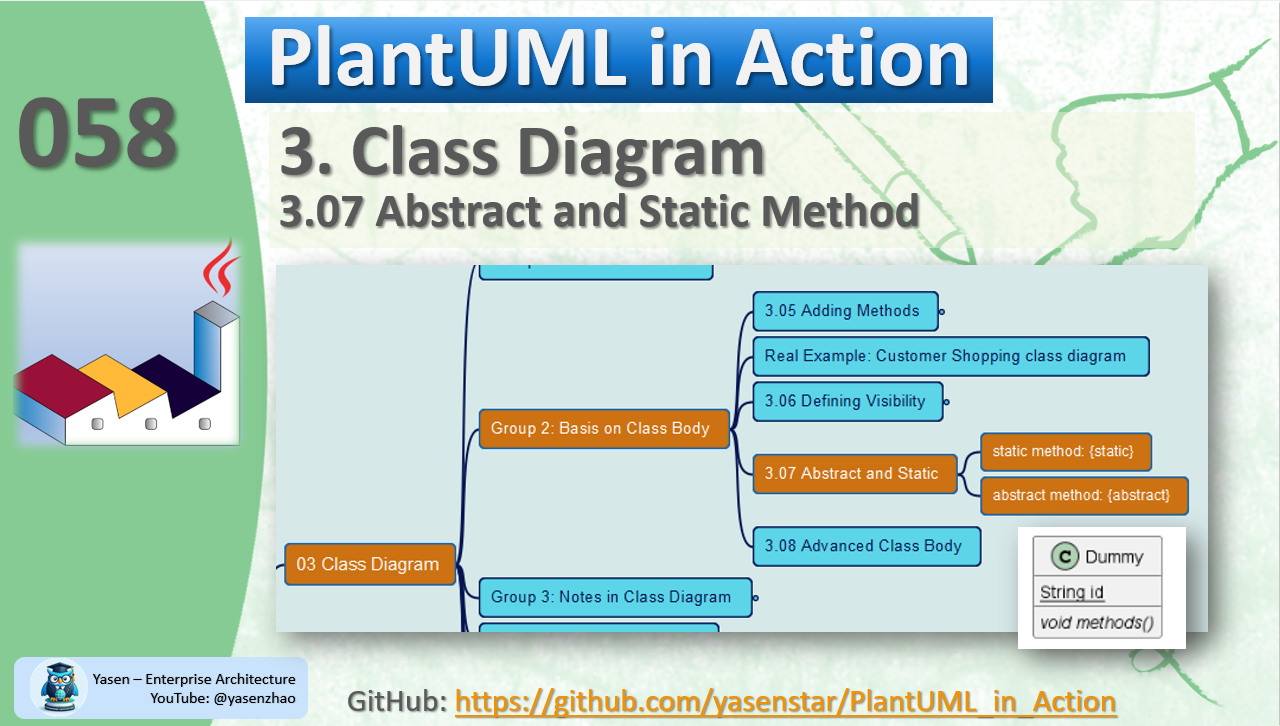 PlantUML in Action
058
3. Class Diagram
3.07 Abstract and Static Method
3.05 Adding Methods
Real Example: Customer Shopping class diagram
3.06 Defining Visibility
Group 2: Basis on Class Body
3.07 Abstract and Static
static method: {static}
abstract method: {abstract}
3.08 Advanced Class Body
03 Class Diagram
Group 3: Notes in Class Diagram
C Dummy
String id
void methods()
Yasen – Enterprise Architecture
YouTube: @yasenzhao
GitHub: https://github.com/yasenstar/PlantUML_in_Action